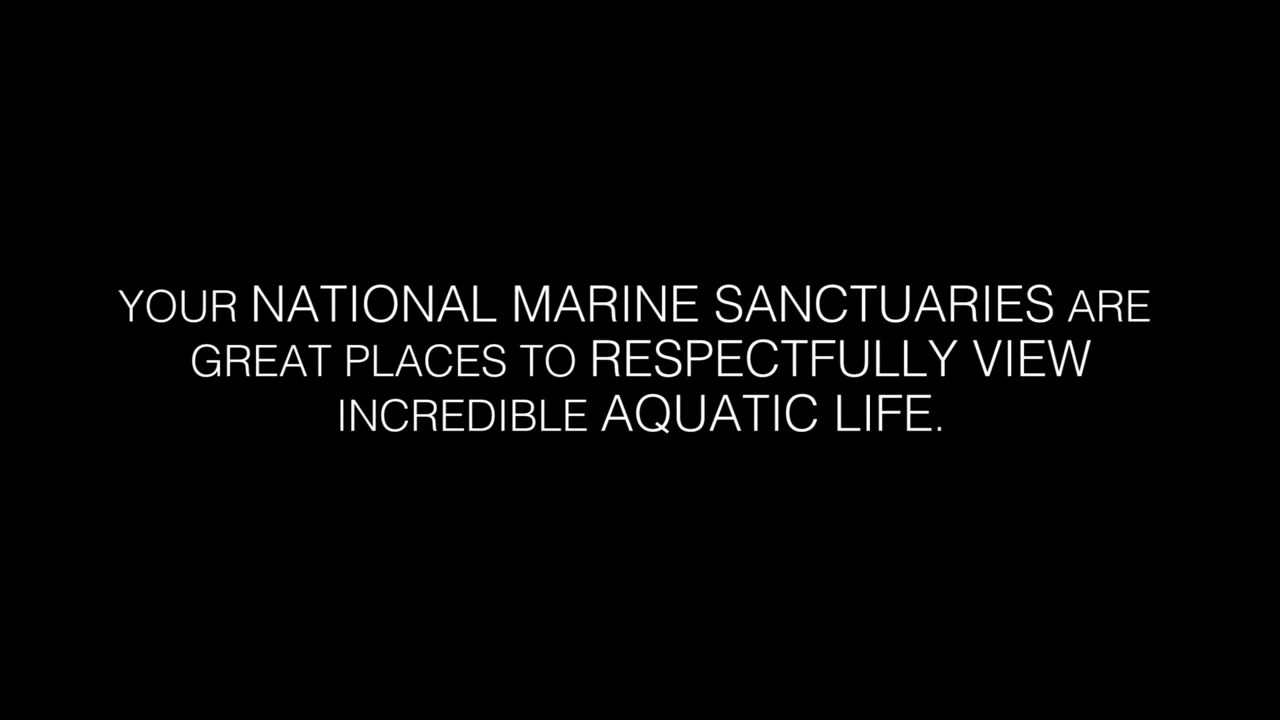 YOUR NATIONAL MARINE SANCTUARIES ARE
GREAT PLACES TO RESPECTFULLY VIEW
INCREDIBLE AQUATIC LIFE.